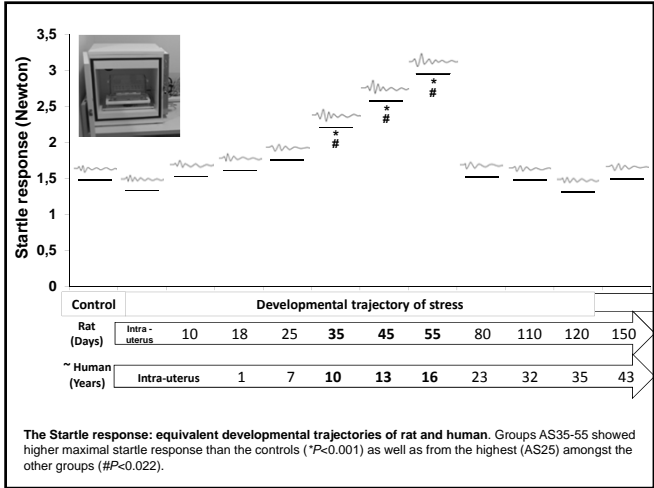 Startle response (Newton)
3,5
3
2,5
2
1,5
1
0,5
0
*
#
*
#
*
#
Control
Developmental trajectory of stress
Rat
(Days)
Intra -
uterus
10 18 25 35 45 55 80 110 120 150
~ Human
(Years)
Intra-uterus 1 7 10 13 16 23 32 35 43
The Startle response: equivalent developmental trajectories of rat and human. Groups AS35-55 showed
higher maximal startle response than the controls (*P<0.001) as well as from the highest (AS25) amongst the
other groups (#P<0.022).